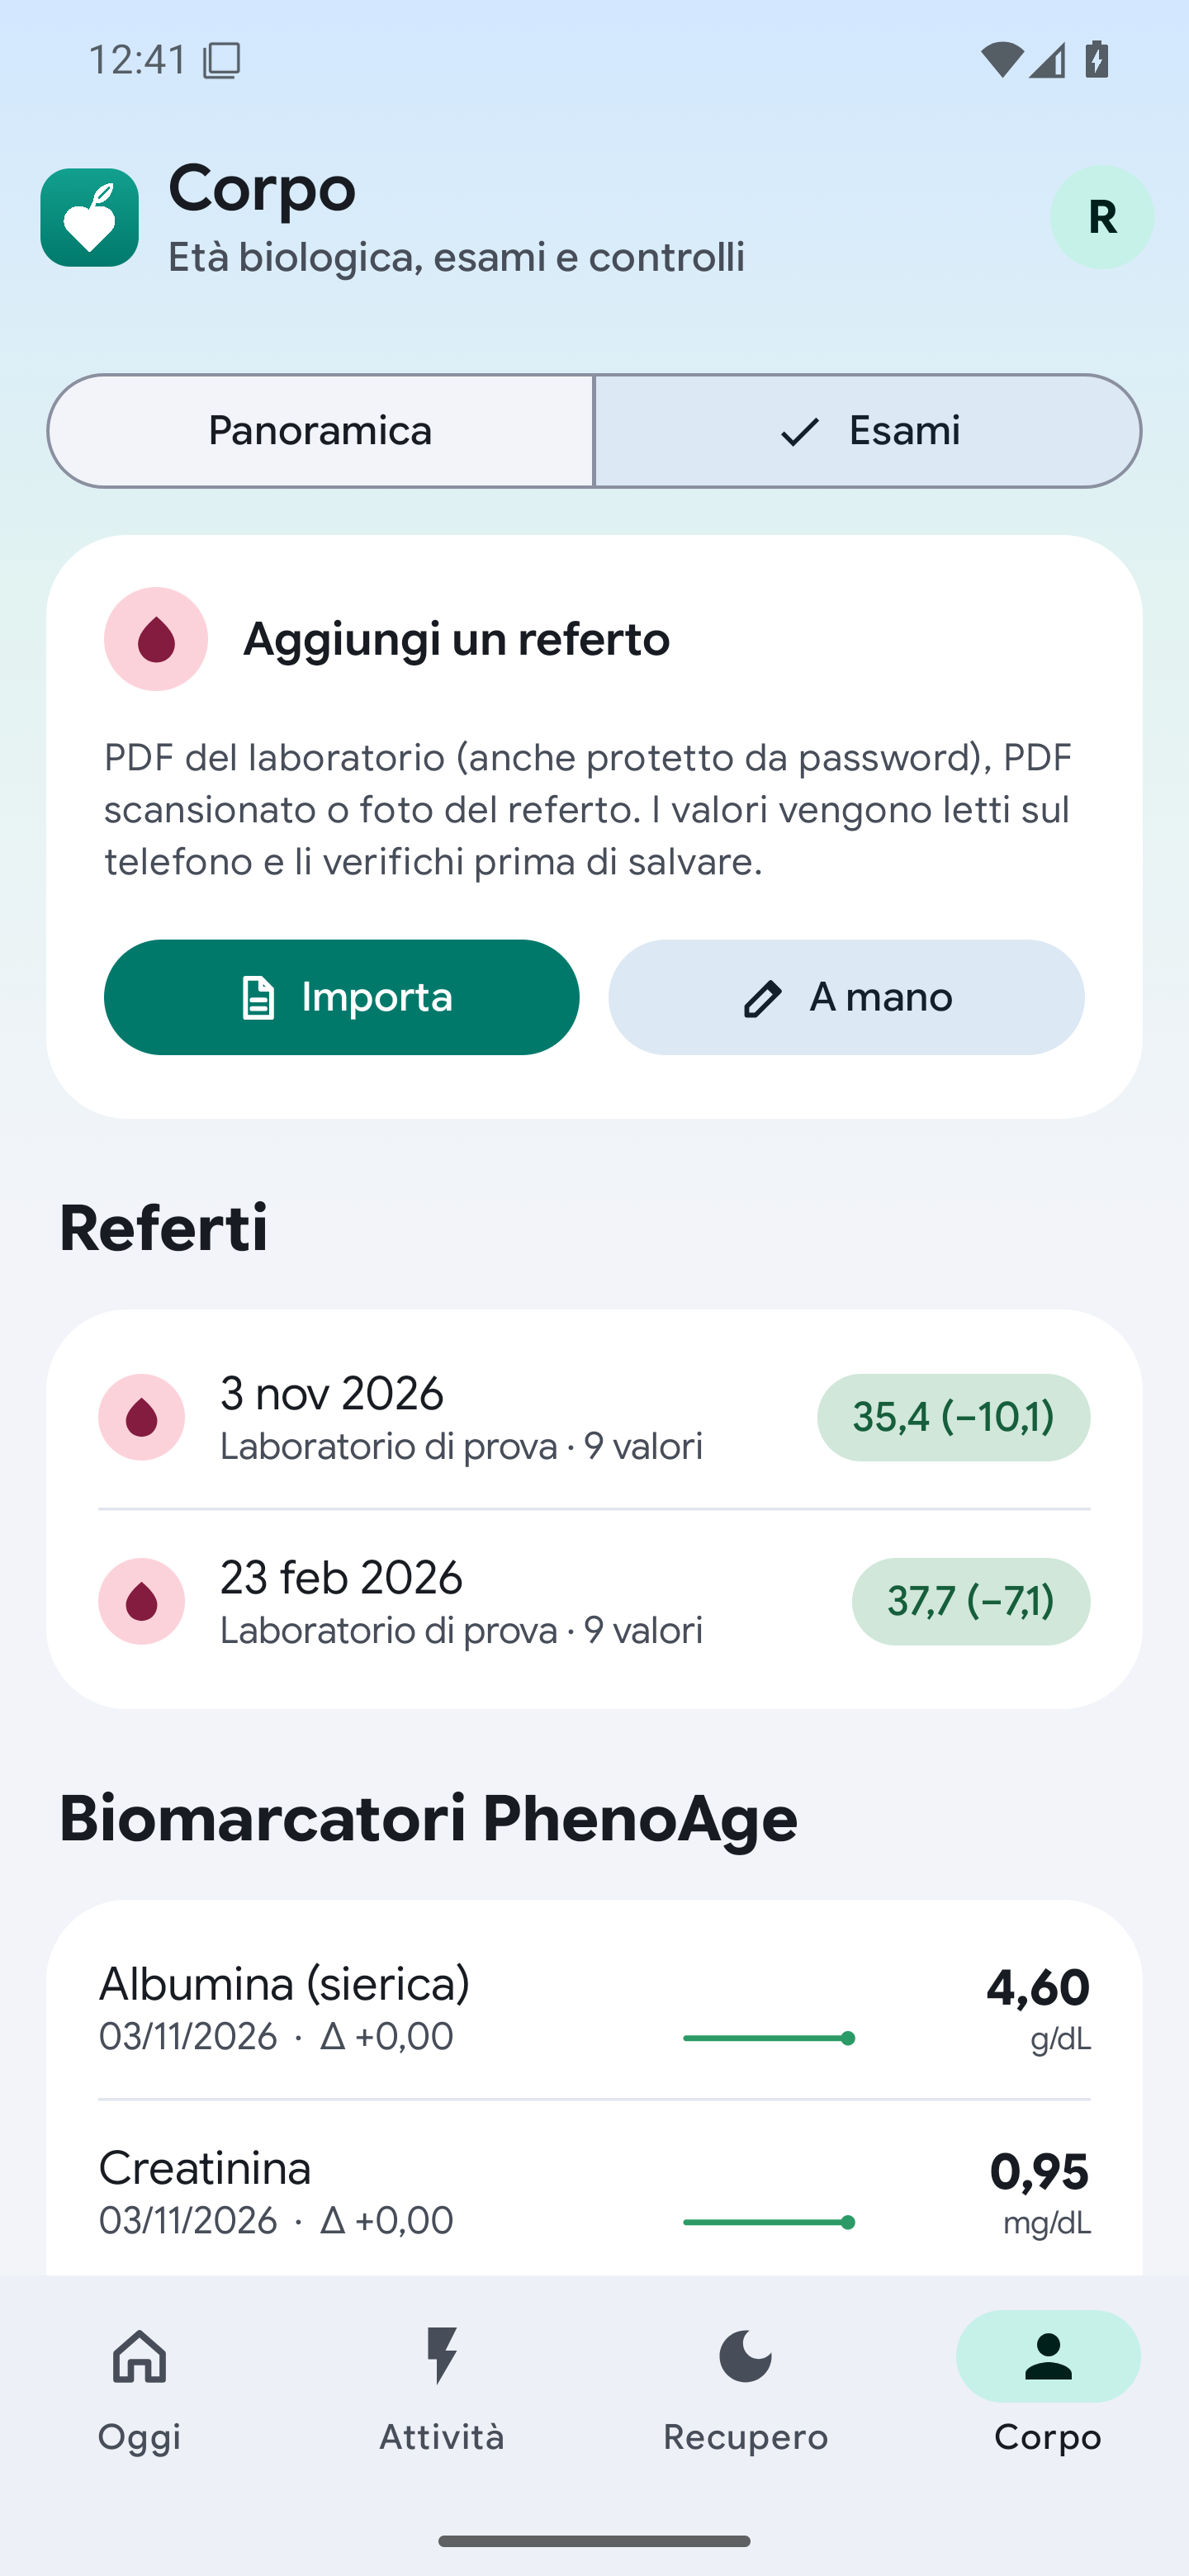 12:41
Corpo
Età biologica, esami e controlli
R
Panoramica
Esami
Aggiungi un referto
PDF del laboratorio (anche protetto da password), PDF
scansionato o foto del referto. I valori vengono letti sul
telefono e li verifichi prima di salvare.
Importa
A mano
Referti
3 nov 2026
35,4 (−10,1)
Laboratorio di prova · 9 valori
23 feb 2026
37,7 (−7,1)
Laboratorio di prova · 9 valori
Biomarcatori PhenoAge
Albumina (sierica)
4,60
03/11/2026 · Δ +0,00
g/dL
Creatinina
0,95
03/11/2026 · Δ +0,00
mg/dL
Oggi
Attività
Recupero
Corpo